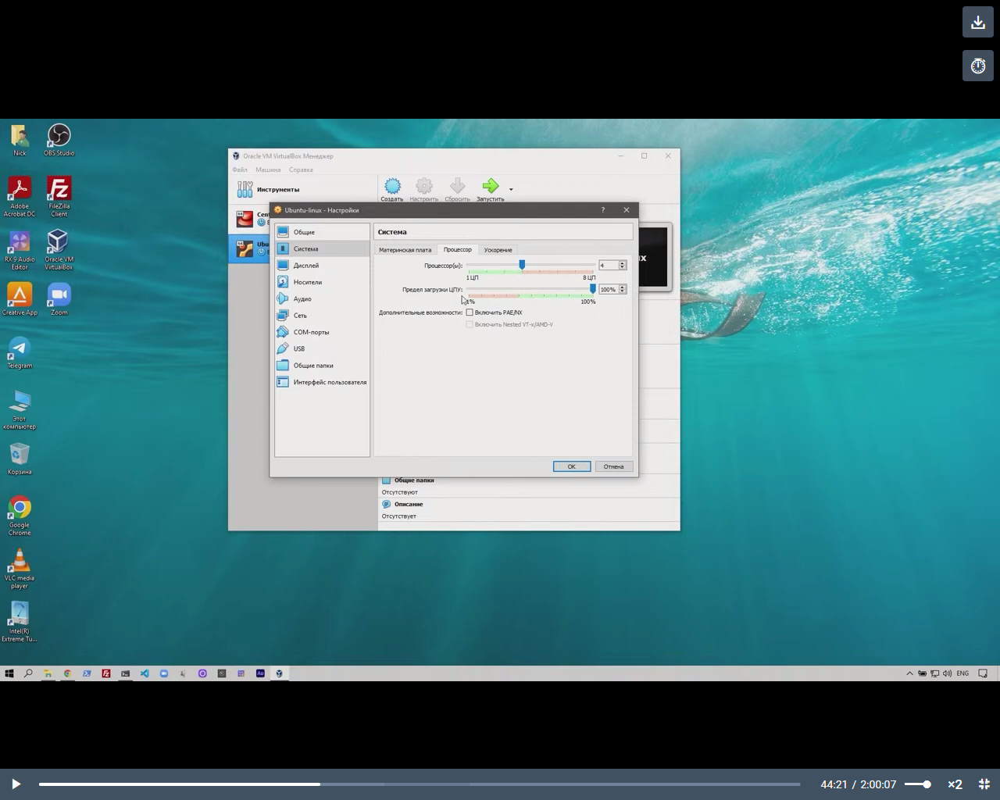 Nick
OBS Studio
Adobe
Acrobat DC
FileZilla
Client
RX 9 Audio
Editor
Oracle VM
VirtualBox
Creative App
Zoom
Telegram
Этот
компьютер
Корзина
Google
Chrome
VLC media
player
Intel(R)
Extreme Tu...
Oracle VM VirtualBox Менеджер
Файл Машина Справка
Инструменты
Создать Настроить Сбросить Запустить
Cen
Ubu
Ubuntu-linux - Настройки
?
Общие
Система
Дисплей
Носители
Аудио
Сеть
COM-порты
USB
Общие папки
Интерфейс пользователя
Система
Материнская плата Процессор Ускорение
Процессор(ы): 4
1 ЦП 8 ЦП
Предел загрузки ЦПУ: 100%
1% 100%
Дополнительные возможности: Включить PAE/NX
Включить Nested VT-x/AMD-V
OK Отмена
Общие папки
Отсутствуют
Описание
Отсутствует
ENG
44:21 / 2:00:07 ×2